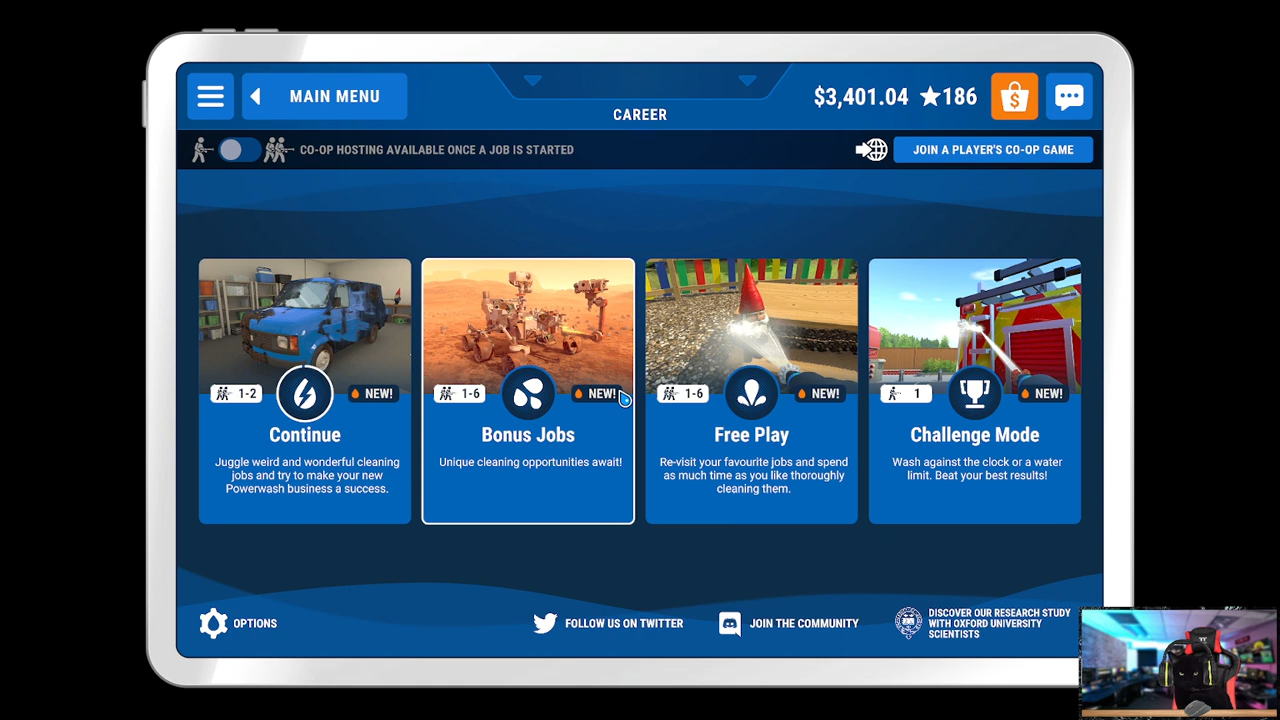 MAIN MENU
CAREER
$3,401.04 ★186
CO-OP HOSTING AVAILABLE ONCE A JOB IS STARTED
JOIN A PLAYER'S CO-OP GAME
1-2
NEW!
Continue
Juggle weird and wonderful cleaning
jobs and try to make your new
Powerwash business a success.
1-6
NEW!
Bonus Jobs
Unique cleaning opportunities await!
1-6
NEW!
Free Play
Re-visit your favourite jobs and spend
as much time as you like thoroughly
cleaning them.
1
NEW!
Challenge Mode
Wash against the clock or a water
limit. Beat your best results!
OPTIONS
FOLLOW US ON TWITTER
JOIN THE COMMUNITY
DISCOVER OUR RESEARCH STUDY
WITH OXFORD UNIVERSITY
SCIENTISTS